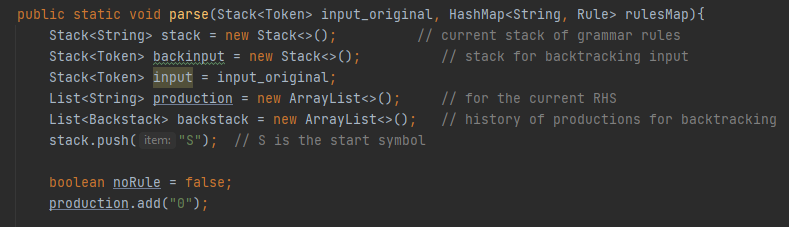 public static void parse(Stack<Token> input_original, HashMap<String, Rule> rulesMap){
Stack<String> stack = new Stack<>(); // current stack of grammar rules
Stack<Token> backinput = new Stack<>(); // stack for backtracking input
Stack<Token> input = input_original;
List<String> production = new ArrayList<>(); // for the current RHS
List<Backstack> backstack = new ArrayList<>(); // history of productions for backtracking
stack.push( item: "S"); // S is the start symbol
boolean noRule = false;
production.add("0");